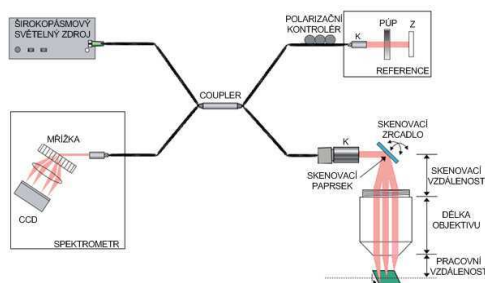 ŠIROKOPÁSMOVÝ
SVĚTELNÝ ZDROJ
POLARIZAČNÍ
KONTROLÉR
K
PÚP
Z
REFERENCE
COUPLER
MŘÍŽKA
CCD
SPEKTROMETR
K
SKENOVACÍ
ZRCADLO
SKENOVACÍ
PAPRSEK
SKENOVACÍ
VZDÁLENOST
DÉLKA
OBJEKTIVU
PRACOVNÍ
VZDÁLENOST